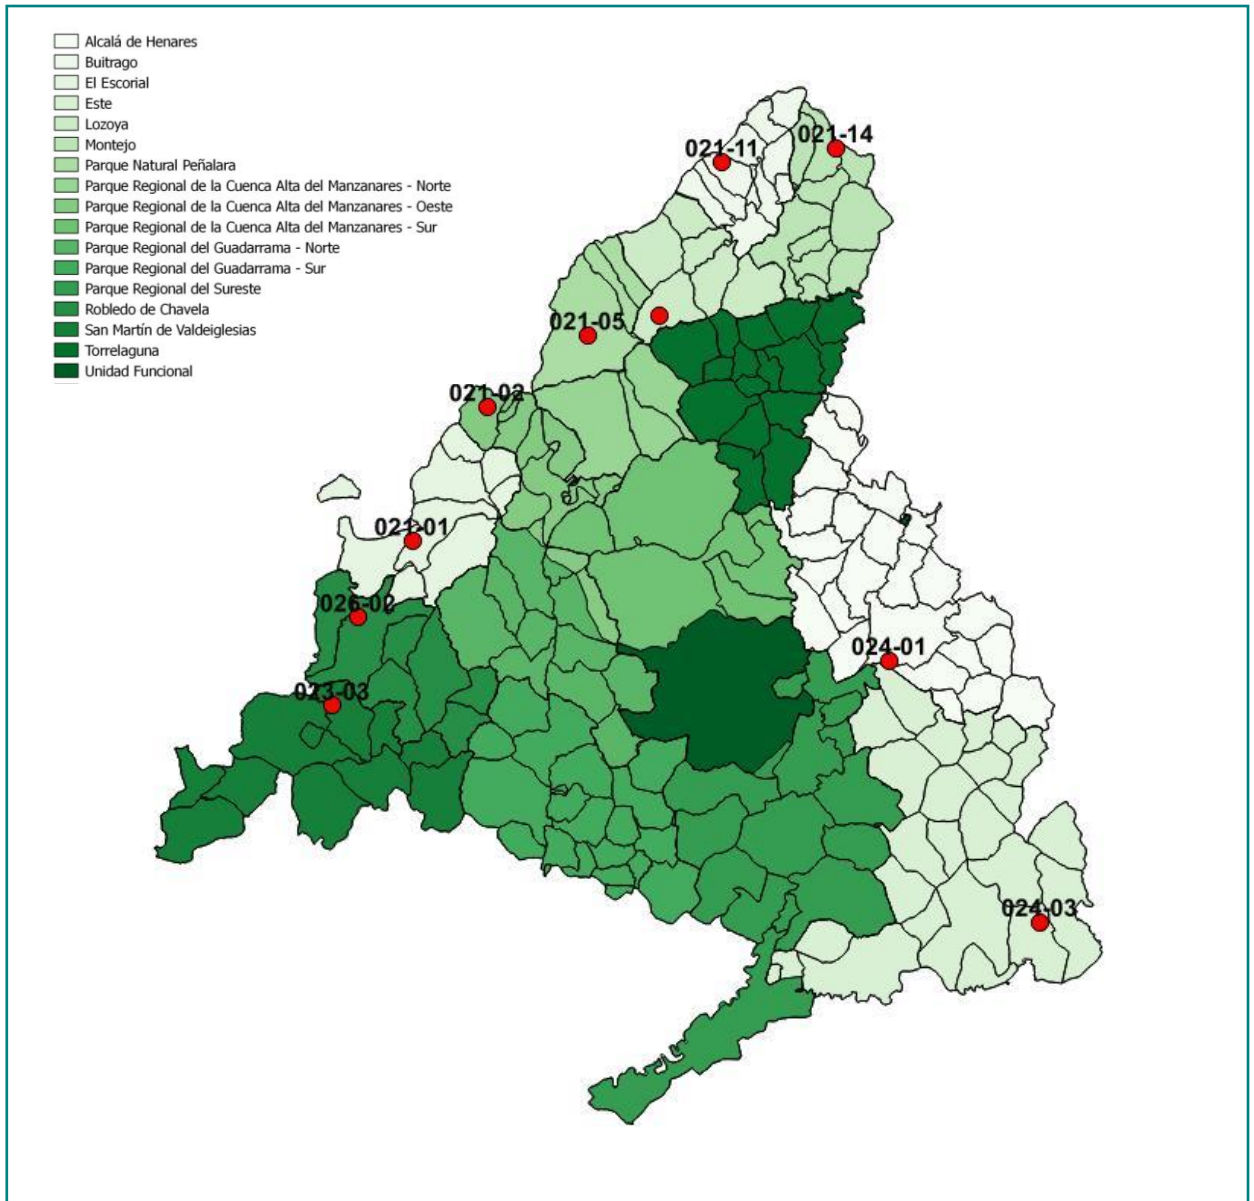 Alcalá de Henares
Buitrago
El Escorial
Este
Lozoya
Montejo
Parque Natural Peñalara
Parque Regional de la Cuenca Alta del Manzanares - Norte
Parque Regional de la Cuenca Alta del Manzanares - Oeste
Parque Regional de la Cuenca Alta del Manzanares - Sur
Parque Regional del Guadarrama - Norte
Parque Regional del Guadarrama - Sur
Parque Regional del Sureste
Robledo de Chavela
San Martín de Valdeiglesias
Torrelaguna
Unidad Funcional
021-14
021-11
021-05
021-02
021-01
026-02
024-01
023-03
024-03